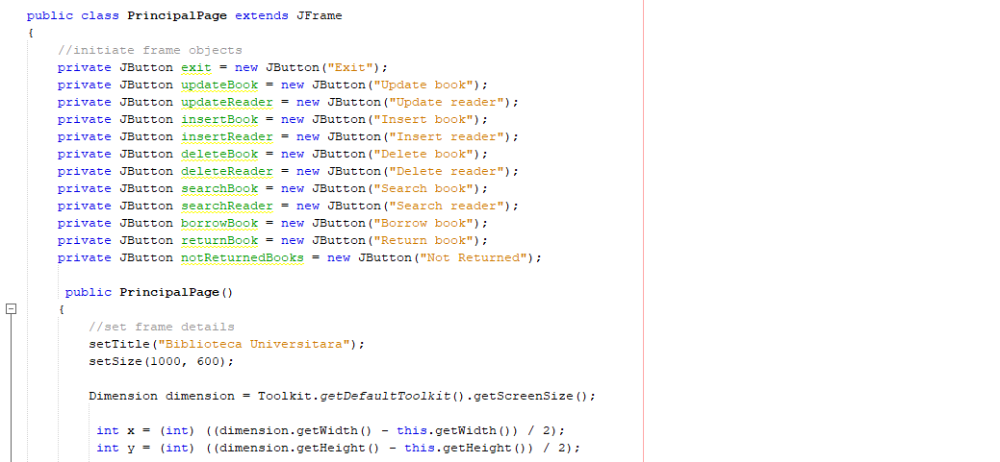 public class PrincipalPage extends JFrame
{
//initiate frame objects
private JButton exit = new JButton("Exit");
private JButton updateBook = new JButton("Update book");
private JButton updateReader = new JButton("Update reader");
private JButton insertBook = new JButton("Insert book");
private JButton insertReader = new JButton("Insert reader");
private JButton deleteBook = new JButton("Delete book");
private JButton deleteReader = new JButton("Delete reader");
private JButton searchBook = new JButton("Search book");
private JButton searchReader = new JButton("Search reader");
private JButton borrowBook = new JButton("Borrow book");
private JButton returnBook = new JButton("Return book");
private JButton notReturnedBooks = new JButton("Not Returned");
public PrincipalPage()
{
//set frame details
setTitle("Biblioteca Universitara");
setSize(1000, 600);
Dimension dimension = Toolkit.getDefaultToolkit().getScreenSize();
int x = (int) ((dimension.getWidth() - this.getWidth()) / 2);
int y = (int) ((dimension.getHeight() - this.getHeight()) / 2);